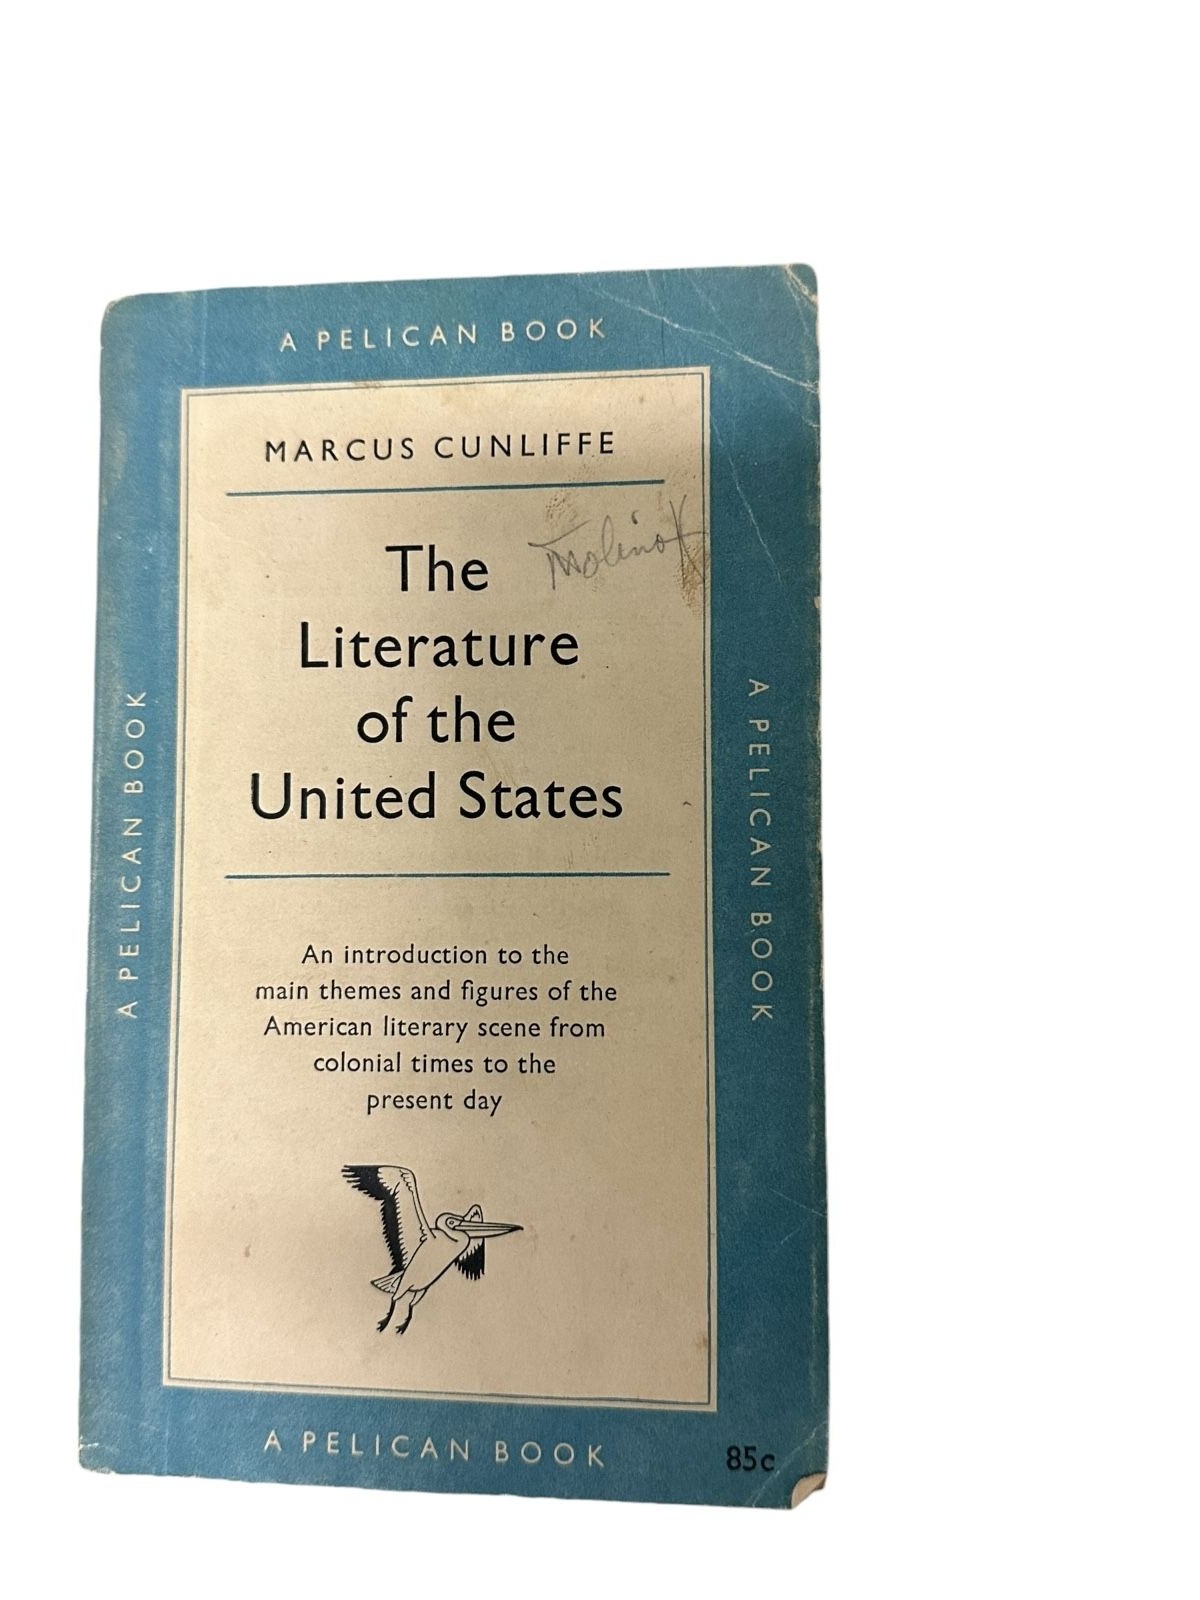 A PELICAN BOOK
MARCUS CUNLIFFE
The
Literature
of the
United States
An introduction to the
main themes and figures of the
American literary scene from
colonial times to the
present day
A PELICAN BOOK
A PELICAN BOOK
A PELICAN BOOK
85c